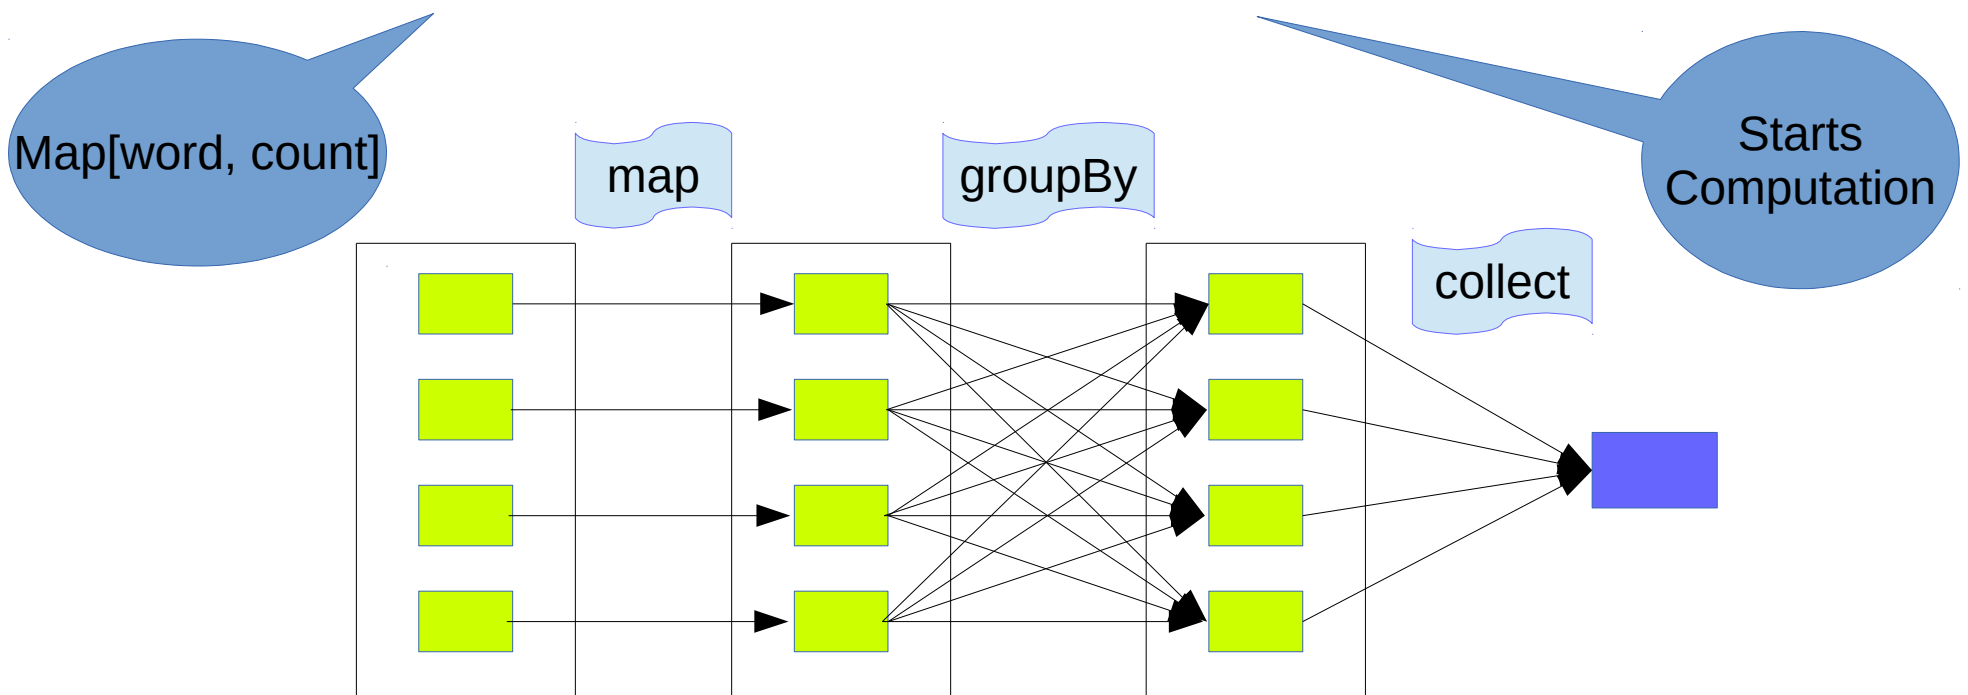 Map[word, count]
map
groupBy
collect
Starts
Computation